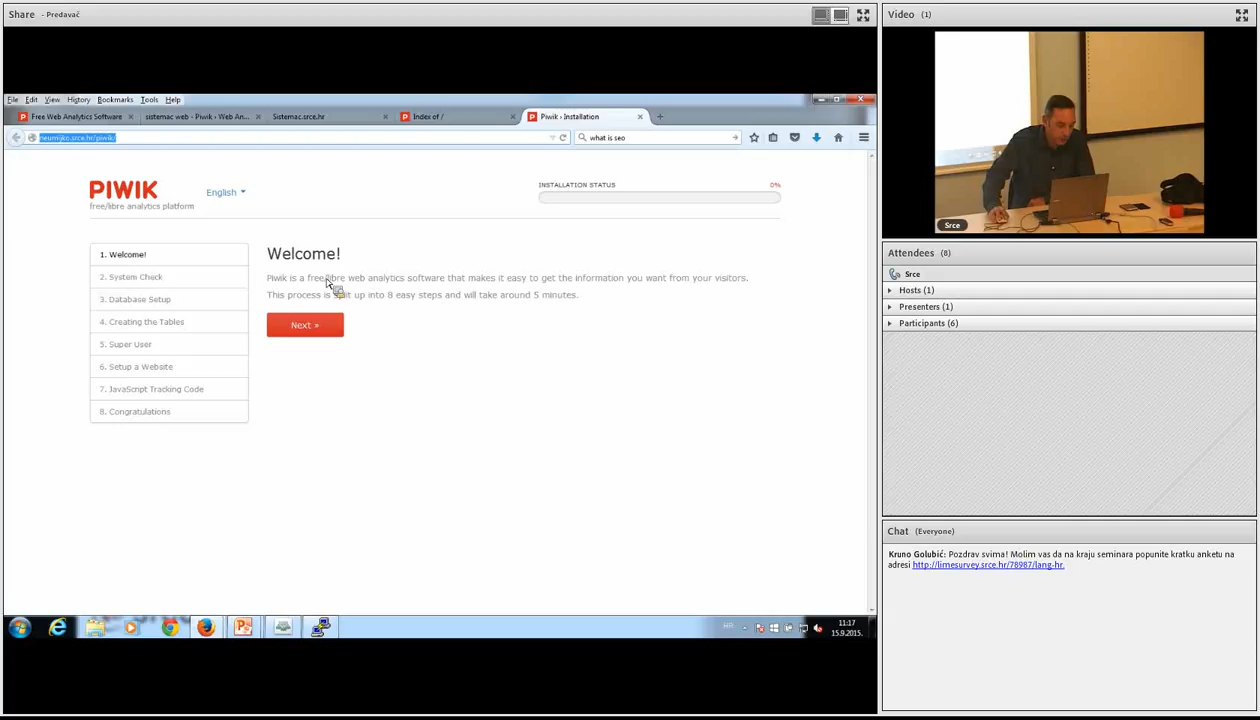 Share - Predavač
File Edit View History Bookmarks Tools Help
Free Web Analytics Software
sistemac web - Piwik › Web An...
Sistemac.srce.hr
Index of /
Piwik › Installation
neumijko.srce.hr/piwik/
what is seo
PIWIK
free/libre analytics platform
English
INSTALLATION STATUS 0%
1. Welcome!
2. System Check
3. Database Setup
4. Creating the Tables
5. Super User
6. Setup a Website
7. JavaScript Tracking Code
8. Congratulations
Welcome!
Piwik is a free/libre web analytics software that makes it easy to get the information you want from your visitors.
This process is split up into 8 easy steps and will take around 5 minutes.
Next »
HR
11:17
15.9.2015.
Video (1)
Srce
Attendees (8)
Srce
Hosts (1)
Presenters (1)
Participants (6)
Chat (Everyone)
Kruno Golubić: Pozdrav svima! Molim vas da na kraju seminara popunite kratku anketu na
adresi http://limesurvey.srce.hr/78987/lang-hr.